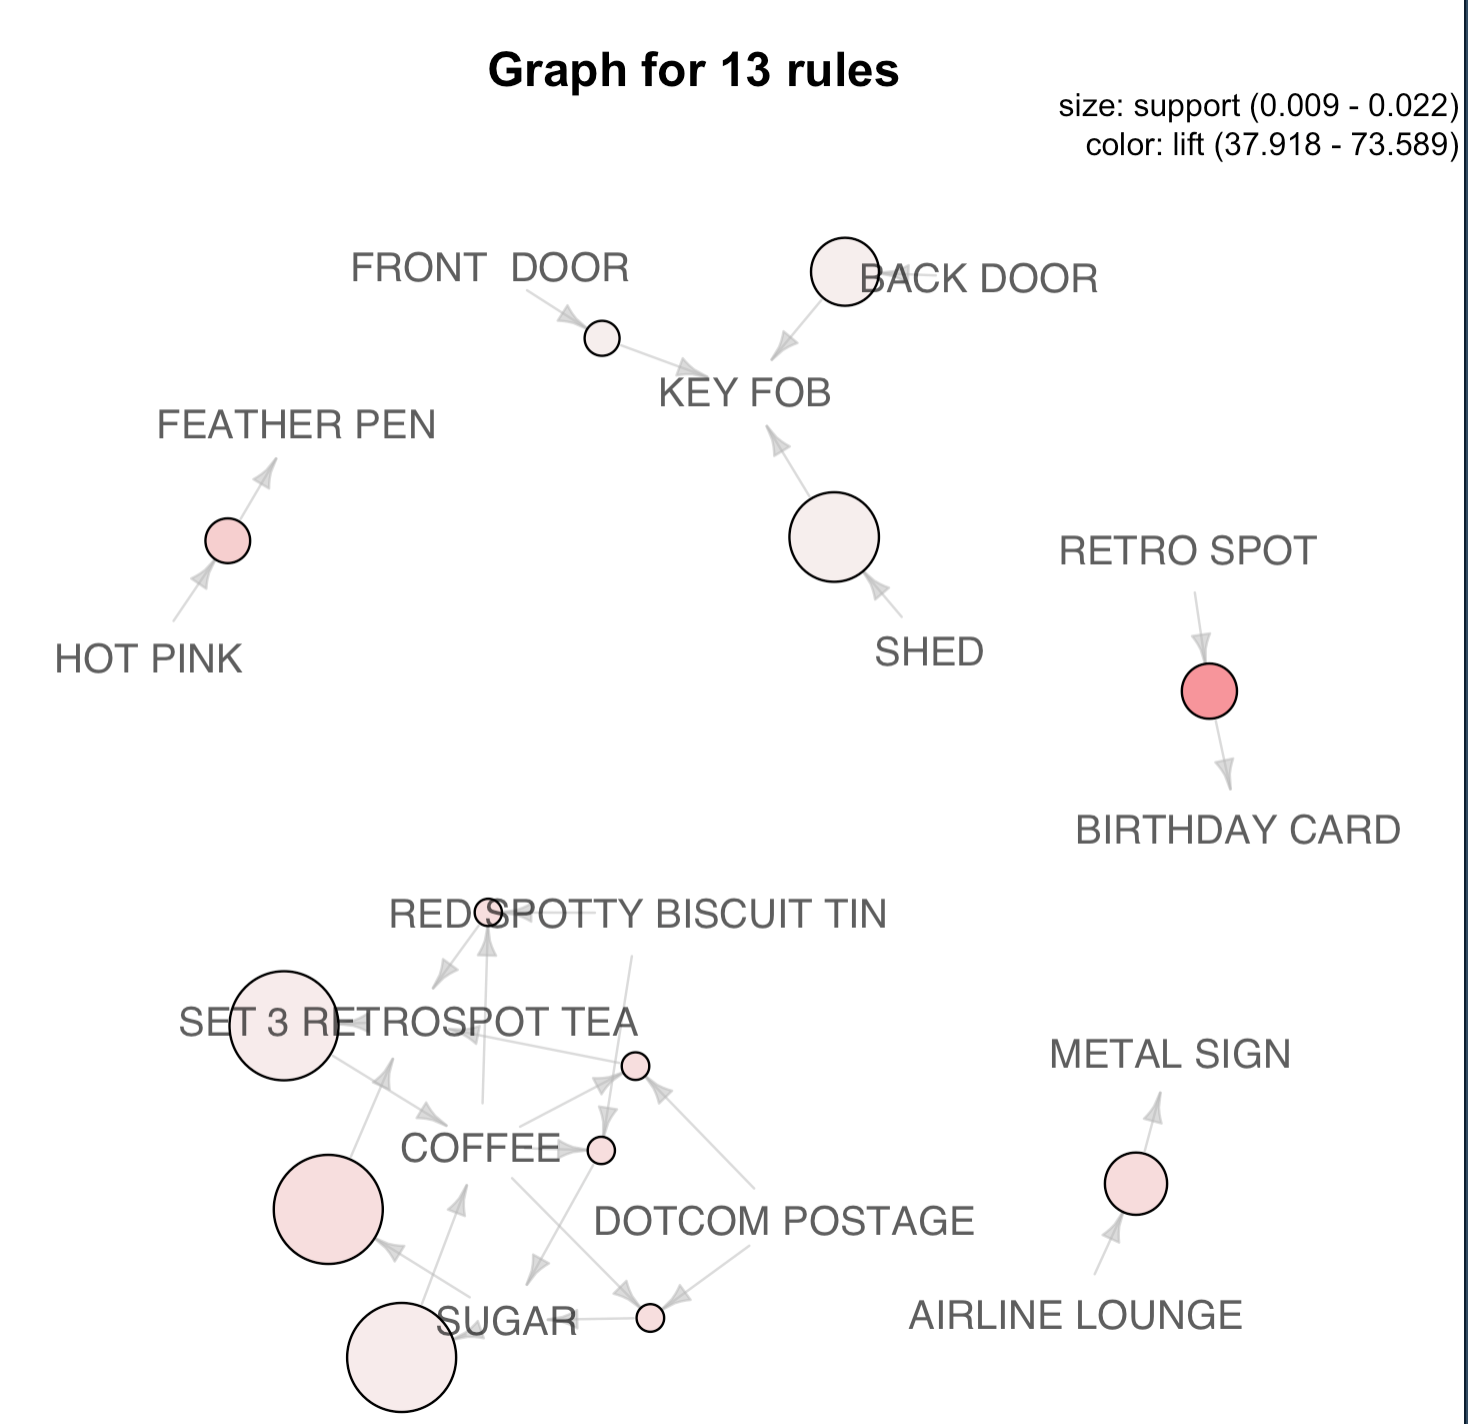 Graph for 13 rules
size: support (0.009 - 0.022)
color: lift (37.918 - 73.589)
FRONT  DOOR
BACK DOOR
KEY FOB
FEATHER PEN
RETRO SPOT
HOT PINK
SHED
BIRTHDAY CARD
RED SPOTTY BISCUIT TIN
SET 3 RETROSPOT TEA
METAL SIGN
COFFEE
DOTCOM POSTAGE
SUGAR
AIRLINE LOUNGE